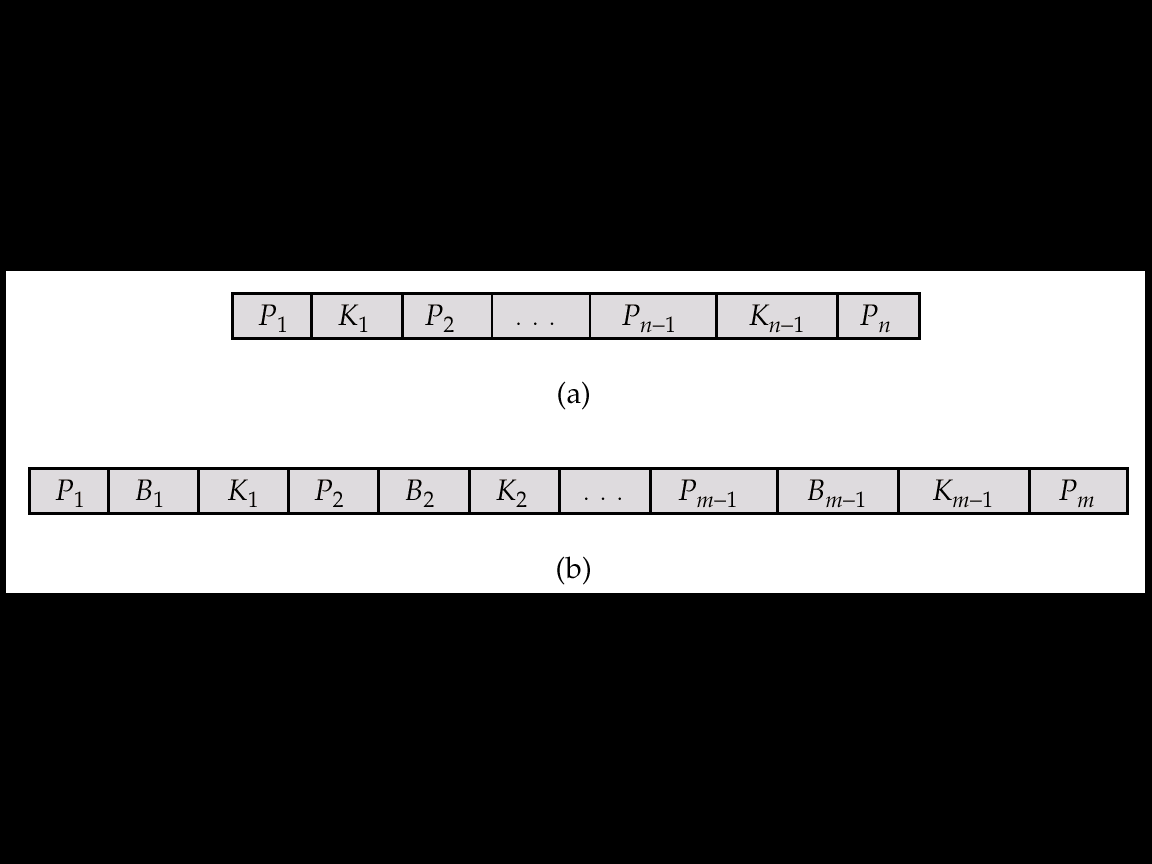 P₁ K₁ P₂ . . . Pₙ₋₁ Kₙ₋₁ Pₙ
(a)
P₁ B₁ K₁ P₂ B₂ K₂ . . . Pₘ₋₁ Bₘ₋₁ Kₘ₋₁ Pₘ
(b)